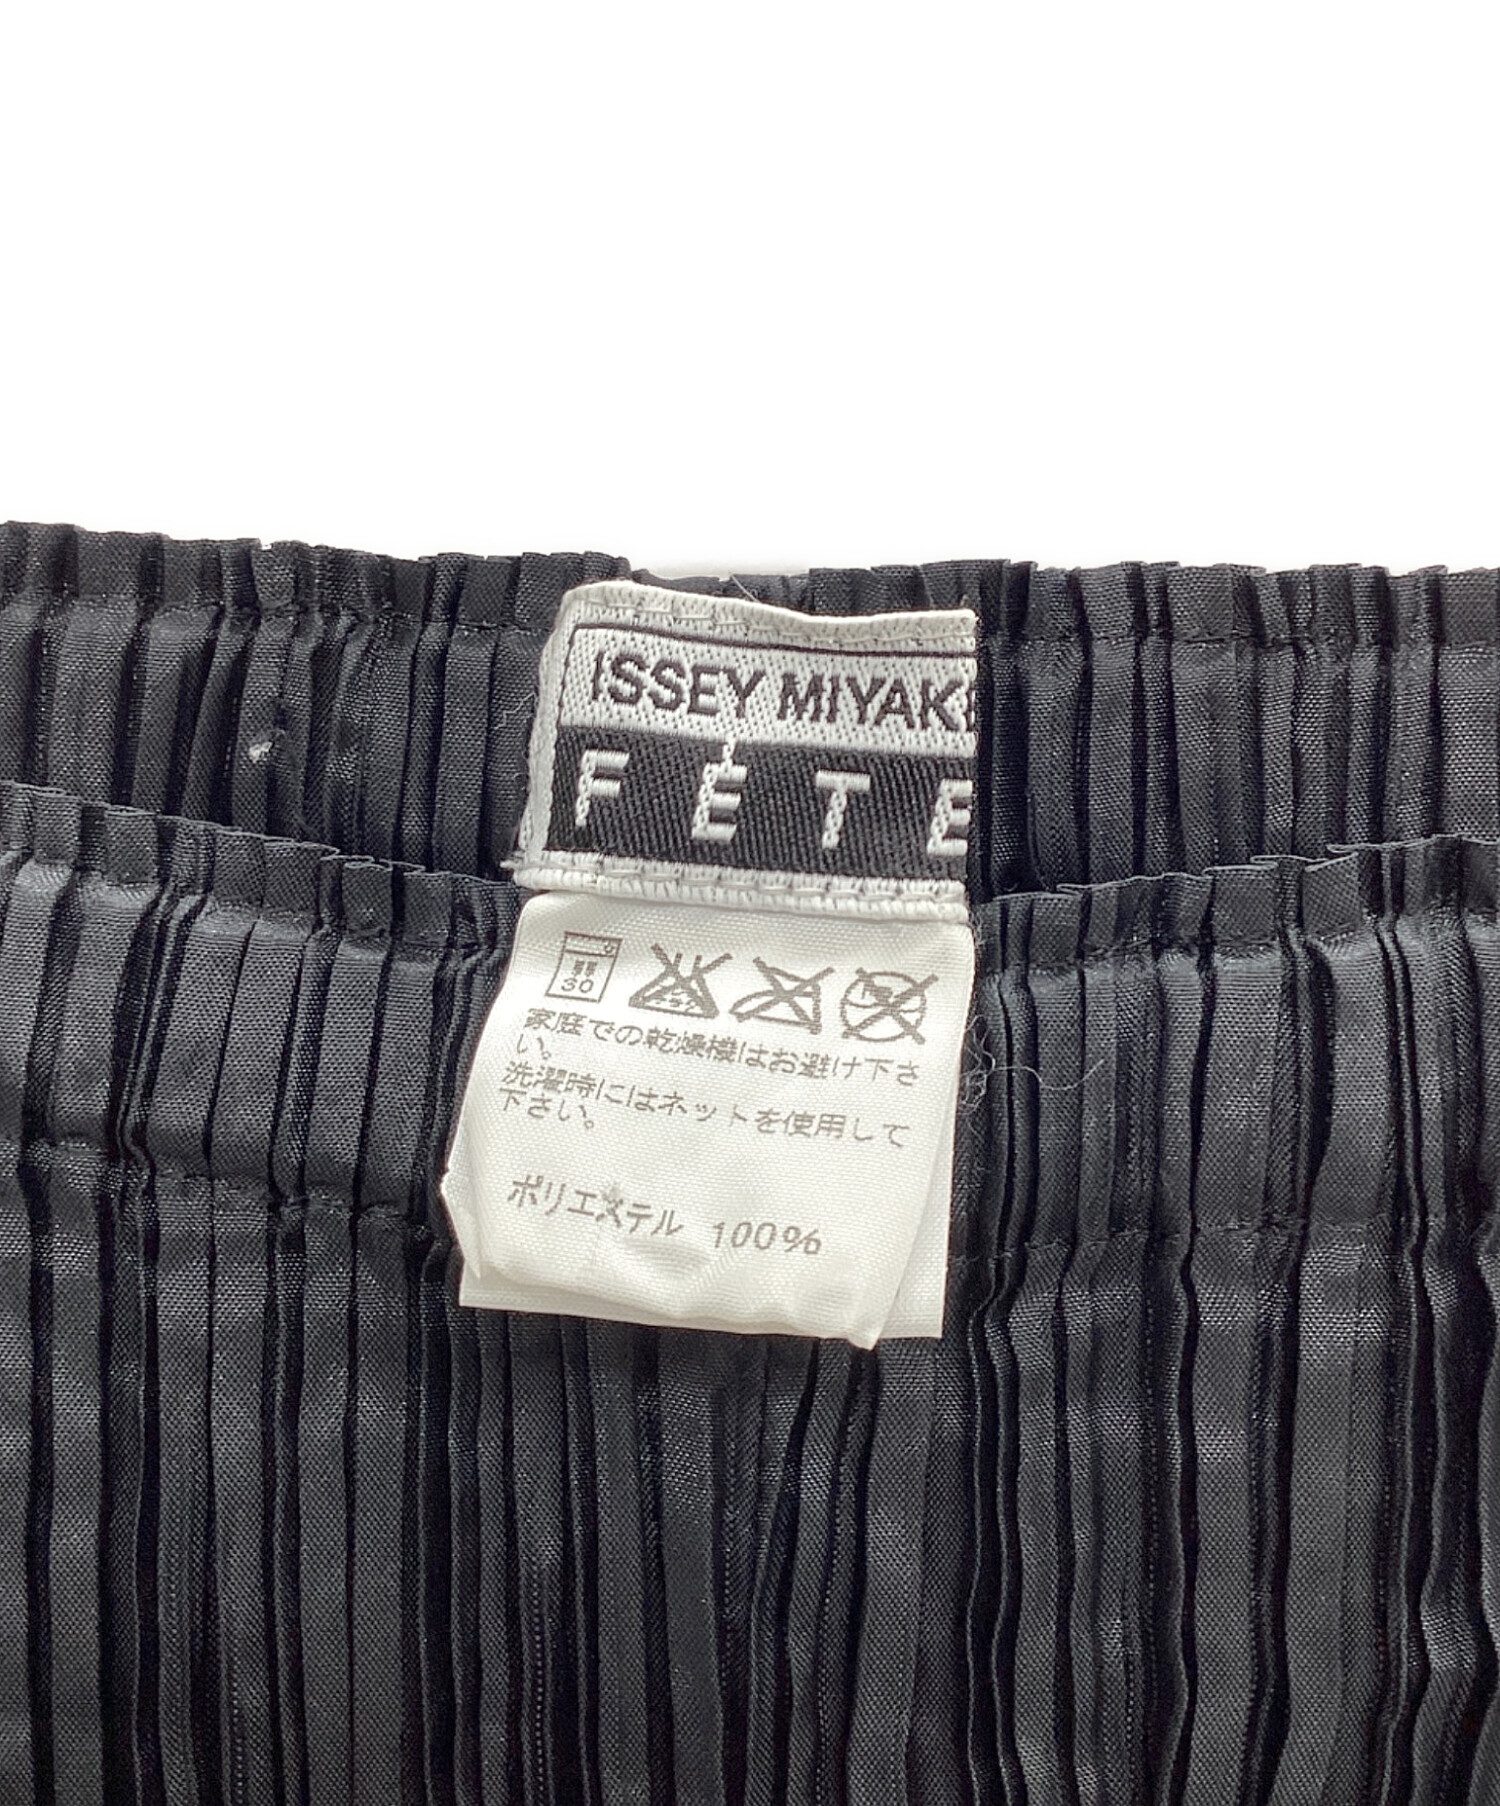 ISSEY MIYAKE
FÊTE
30
家庭での乾燥機はお避け下さ
い。
洗濯時にはネットを使用して
下さい。
ポリエステル 100%